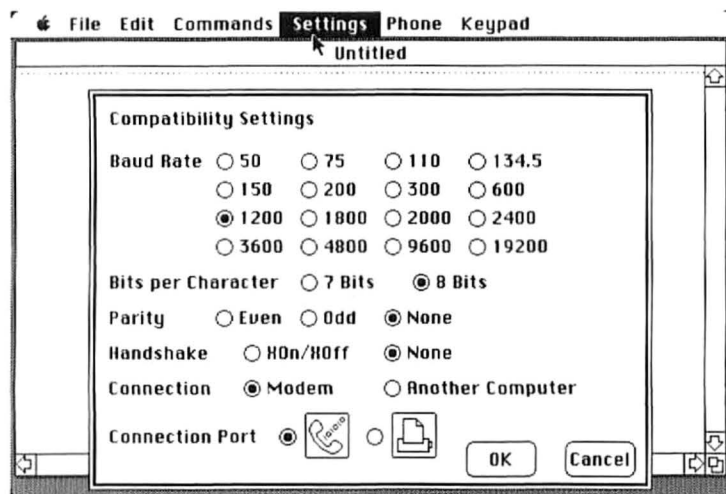 File Edit Commands Settings Phone Keypad
Untitled
Compatibility Settings
Baud Rate 50 75 110 134.5
150 200 300 600
1200 1800 2000 2400
3600 4800 9600 19200
Bits per Character 7 Bits 8 Bits
Parity Even Odd None
Handshake XOn/XOff None
Connection Modem Another Computer
Connection Port
OK Cancel